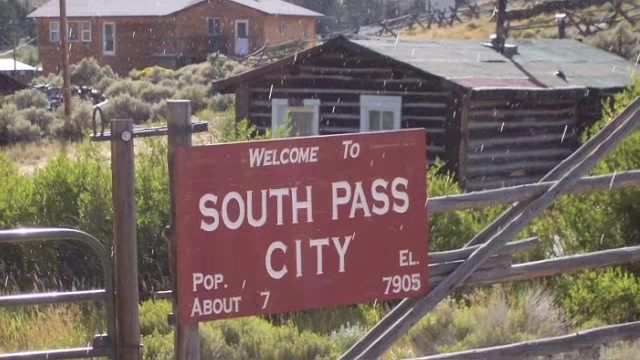 WELCOME TO
SOUTH PASS
CITY
POP. EL.
ABOUT 7 7905